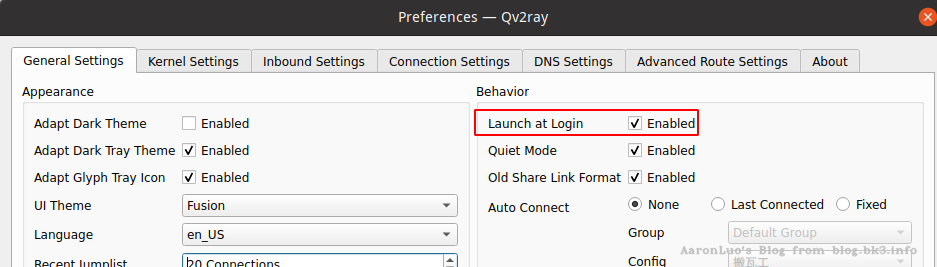 Preferences — Qv2ray
General Settings Kernel Settings Inbound Settings Connection Settings DNS Settings Advanced Route Settings About
Appearance
Adapt Dark Theme Enabled
Adapt Dark Tray Theme Enabled
Adapt Glyph Tray Icon Enabled
UI Theme Fusion
Language en_US
Recent Jumplist 20 Connections
Behavior
Launch at Login Enabled
Quiet Mode Enabled
Old Share Link Format Enabled
Auto Connect None Last Connected Fixed
Group Default Group
Config
AaronLuo's Blog from blog.bk3.info
搬瓦工